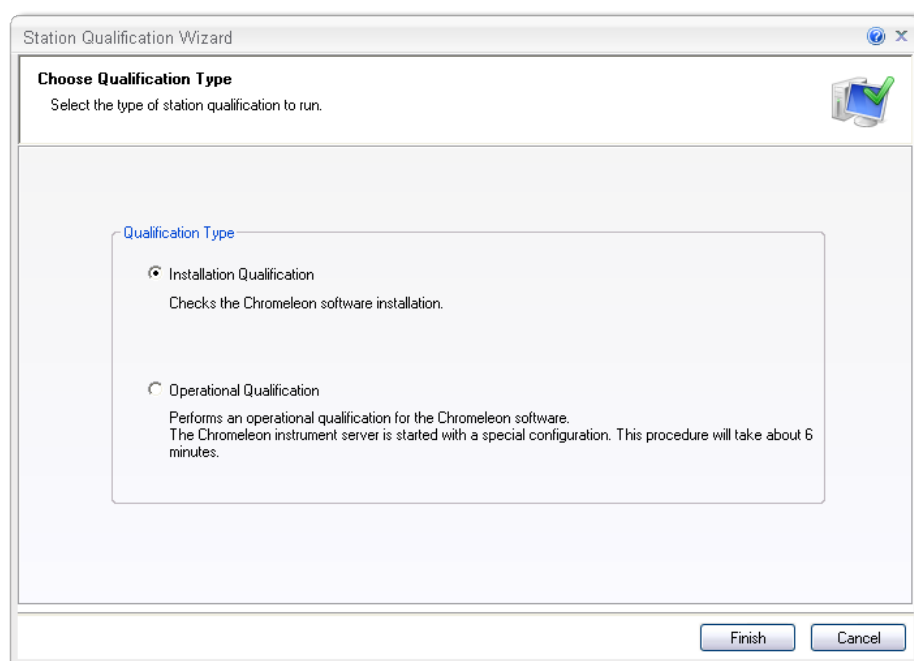 Station Qualification Wizard
Choose Qualification Type
Select the type of station qualification to run.
Qualification Type
Installation Qualification
Checks the Chromeleon software installation.
Operational Qualification
Performs an operational qualification for the Chromeleon software.
The Chromeleon instrument server is started with a special configuration. This procedure will take about 6
minutes.
Finish
Cancel